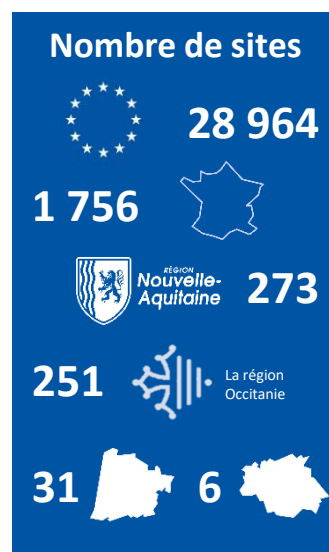 Nombre de sites
28 964
1 756
RÉGION
Nouvelle-
Aquitaine
273
251
La région
Occitanie
31
6